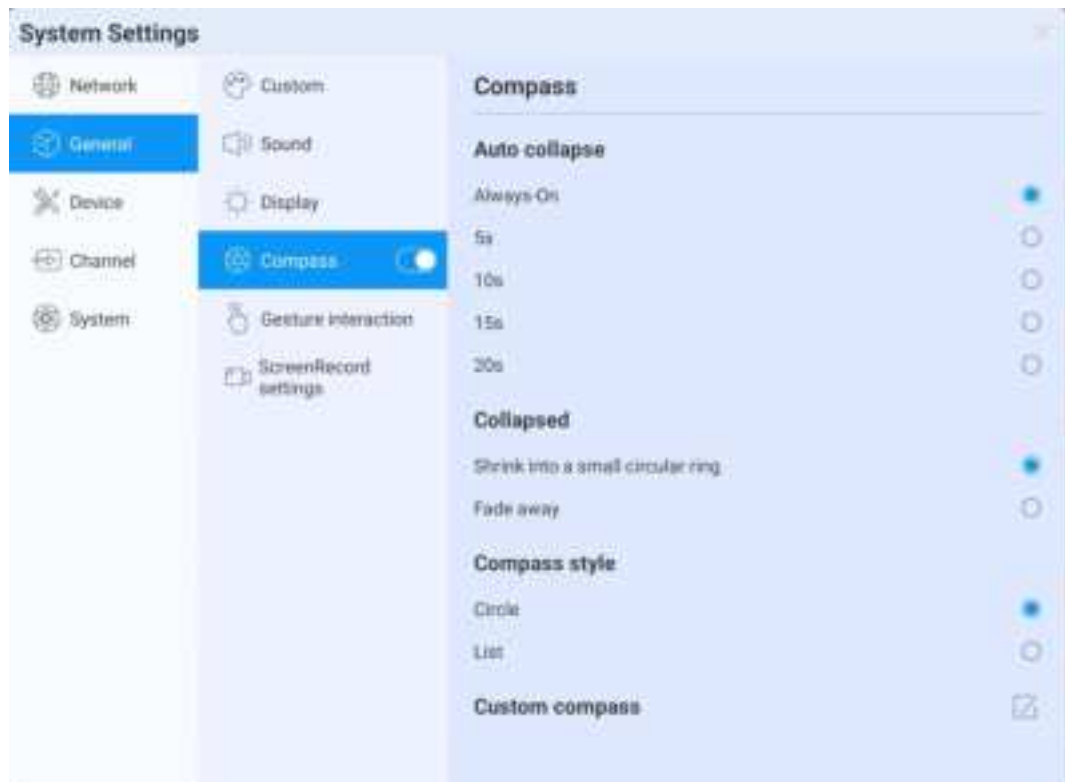 System Settings
Network
General
Device
Channel
System
Custom
Sound
Display
Compass
Gesture interaction
ScreenRecord
settings
Compass
Auto collapse
Always-On
5s
10s
15s
20s
Collapsed
Shrink into a small circular ring
Fade away
Compass style
Circle
List
Custom compass